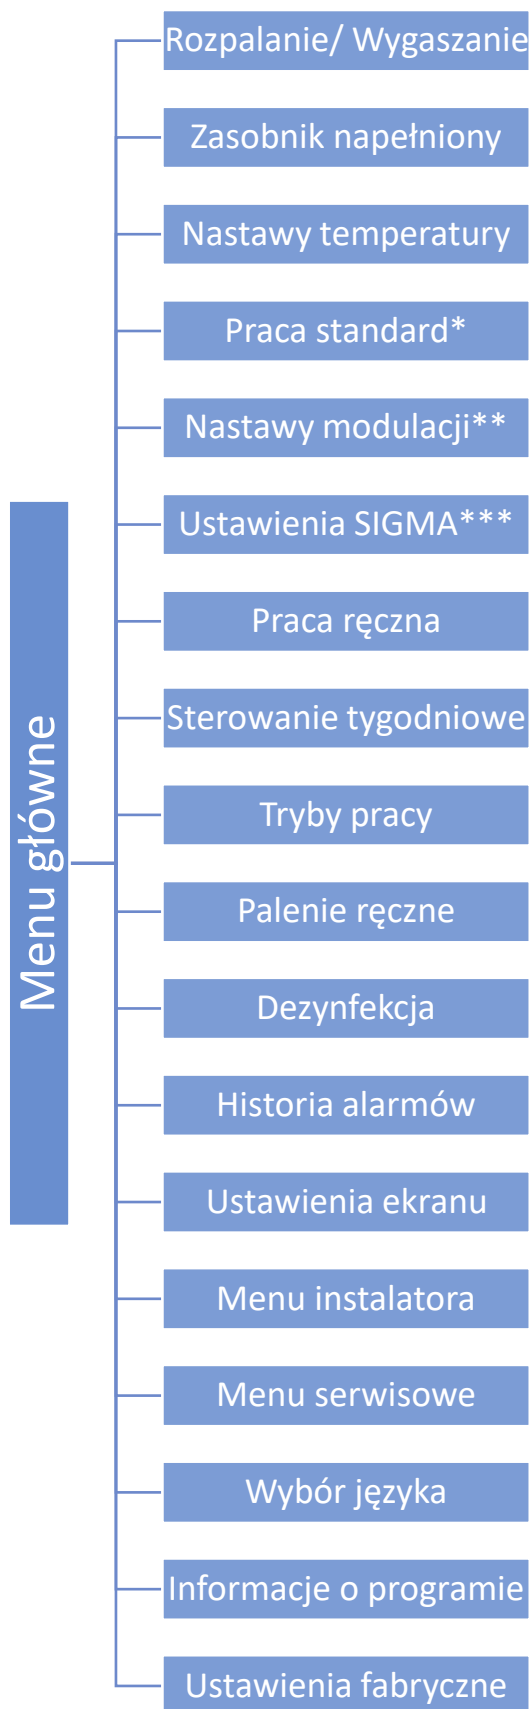 Menu główne
Rozpalanie/ Wygaszanie
Zasobnik napełniony
Nastawy temperatury
Praca standard*
Nastawy modulacji**
Ustawienia SIGMA***
Praca ręczna
Sterowanie tygodniowe
Tryby pracy
Palenie ręczne
Dezynfekcja
Historia alarmów
Ustawienia ekranu
Menu instalatora
Menu serwisowe
Wybór języka
Informacje o programie
Ustawienia fabryczne